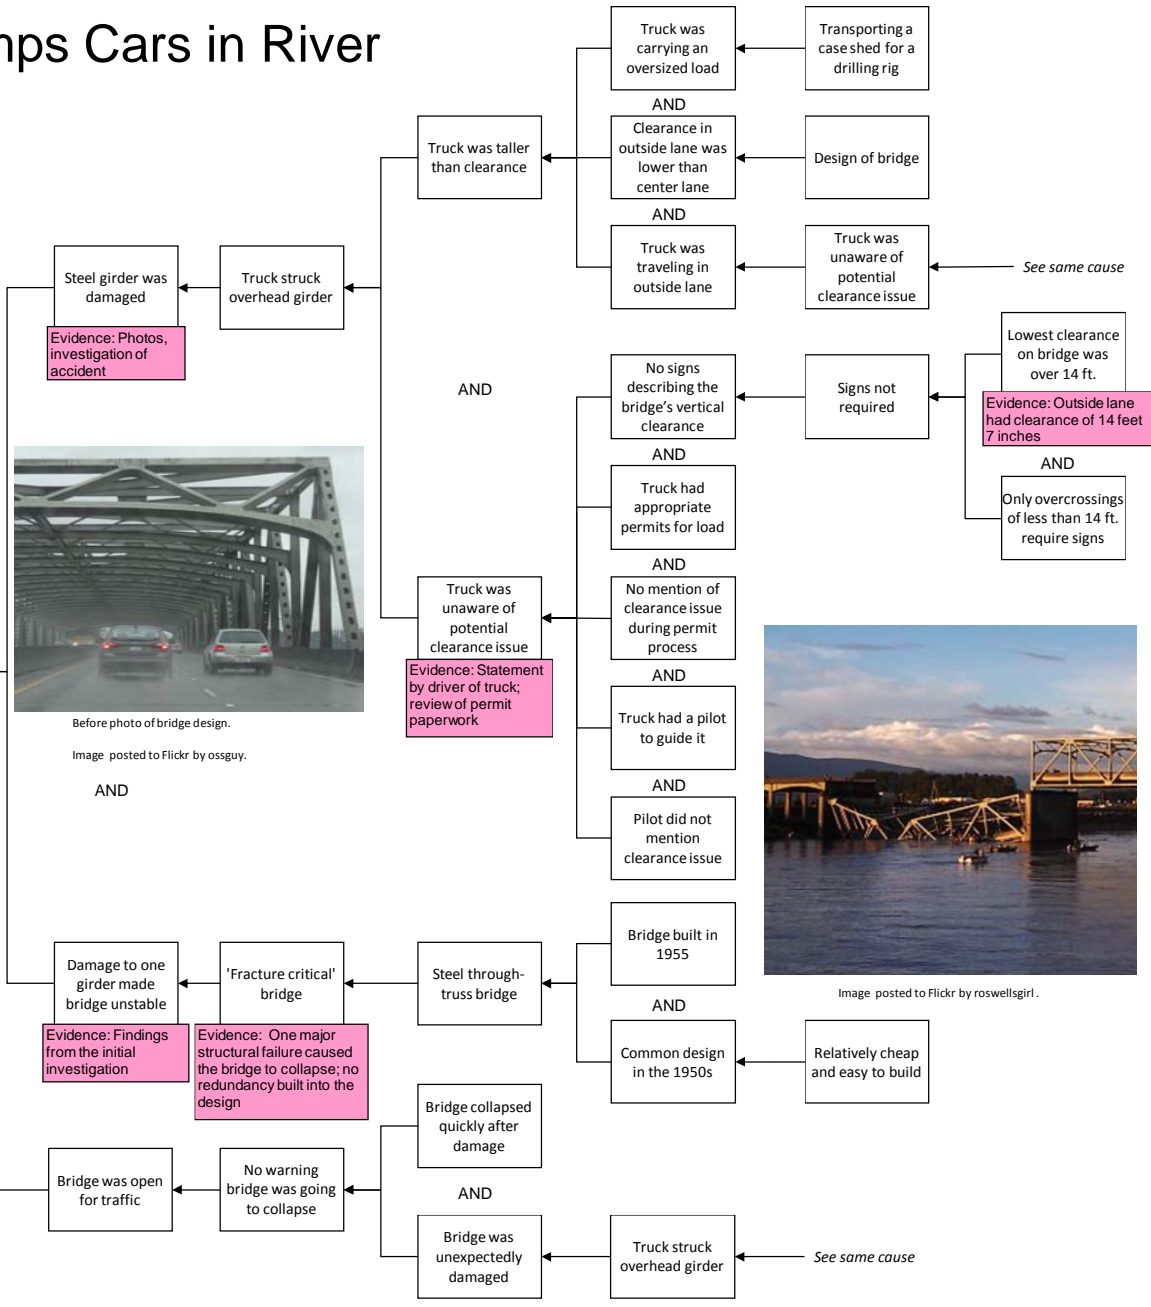 mps Cars in River
Truck was
carrying an
oversized load
Transporting a
case shed for a
drilling rig
AND
Truck was taller
than clearance
Clearance in
outside lane was
lower than
center lane
Design of bridge
AND
Truck was
traveling in
outside lane
Truck was
unaware of
potential
clearance issue
See same cause
Steel girder was
damaged
Truck struck
overhead girder
Evidence: Photos,
investigation of
accident
AND
No signs
describing the
bridge's vertical
clearance
Signs not
required
Lowest clearance
on bridge was
over 14 ft.
Evidence: Outside lane
had clearance of 14 feet
7 inches
AND
Only overcrossings
of less than 14 ft.
require signs
AND
Truck had
appropriate
permits for load
AND
Truck was
unaware of
potential
clearance issue
Evidence: Statement
by driver of truck;
review of permit
paperwork
No mention of
clearance issue
during permit
process
AND
Truck had a pilot
to guide it
AND
Pilot did not
mention
clearance issue
Before photo of bridge design.
Image posted to Flickr by ossguy.
AND
Image posted to Flickr by roswellsgirl .
Damage to one
girder made
bridge unstable
Evidence: Findings
from the initial
investigation
'Fracture critical'
bridge
Evidence: One major
structural failure caused
the bridge to collapse; no
redundancy built into the
design
Steel through-
truss bridge
Bridge built in
1955
AND
Common design
in the 1950s
Relatively cheap
and easy to build
Bridge was open
for traffic
No warning
bridge was going
to collapse
Bridge collapsed
quickly after
damage
AND
Bridge was
unexpectedly
damaged
Truck struck
overhead girder
See same cause